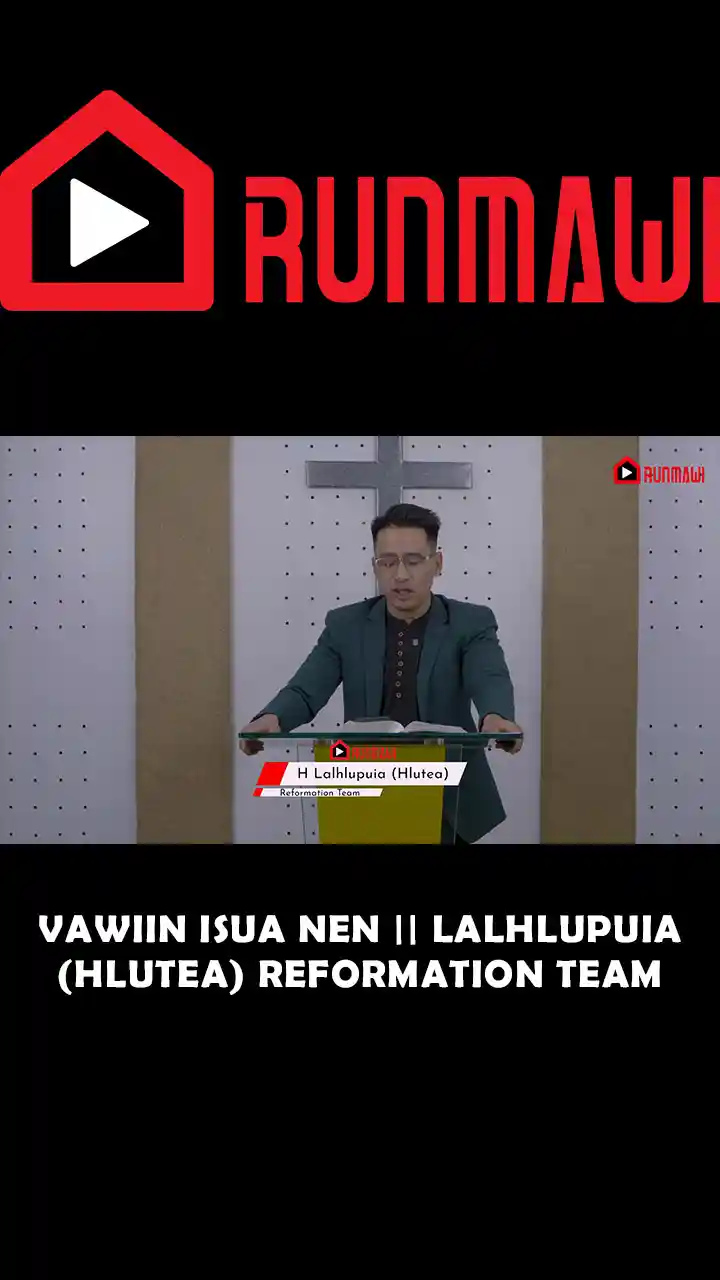 RUNMAWI
RUNMAWI
RUNMAWI
H Lalhlupuia (Hlutea)
Reformation Team
VAWIIN ISUA NEN || LALHLUPUIA
(HLUTEA) REFORMATION TEAM